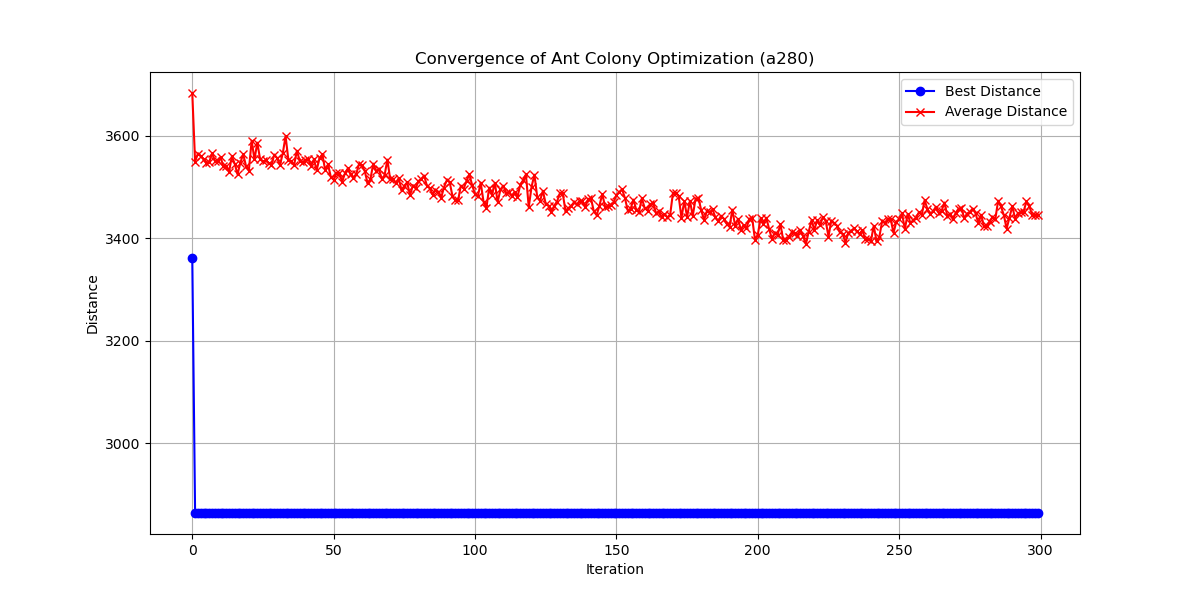 Convergence of Ant Colony Optimization (a280)
Best Distance
Average Distance
3600
3400
3200
3000
Distance
0 50 100 150 200 250 300
Iteration